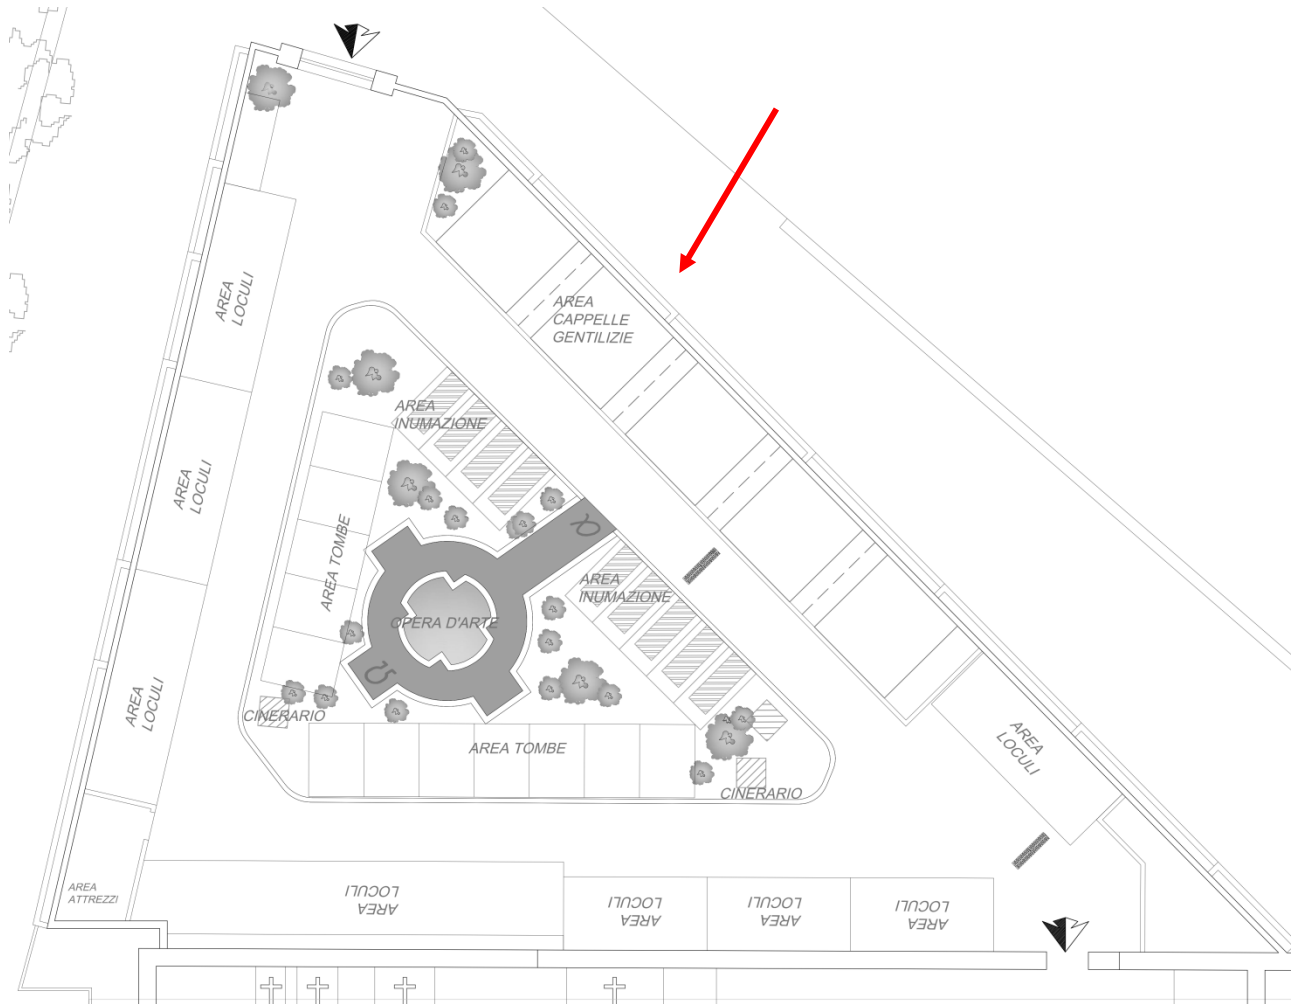 AREA
LOCULI
AREA
CAPPELLE
GENTILIZIE
AREA
INUMAZIONE
AREA
LOCULI
AREA TOMBE
AREA
INUMAZIONE
OPERA D'ARTE
AREA
LOCULI
CINERARIO
AREA TOMBE
AREA
LOCULI
CINERARIO
AREA
ATTREZZI
AREA
LOCULI
AREA
LOCULI
AREA
LOCULI
AREA
LOCULI